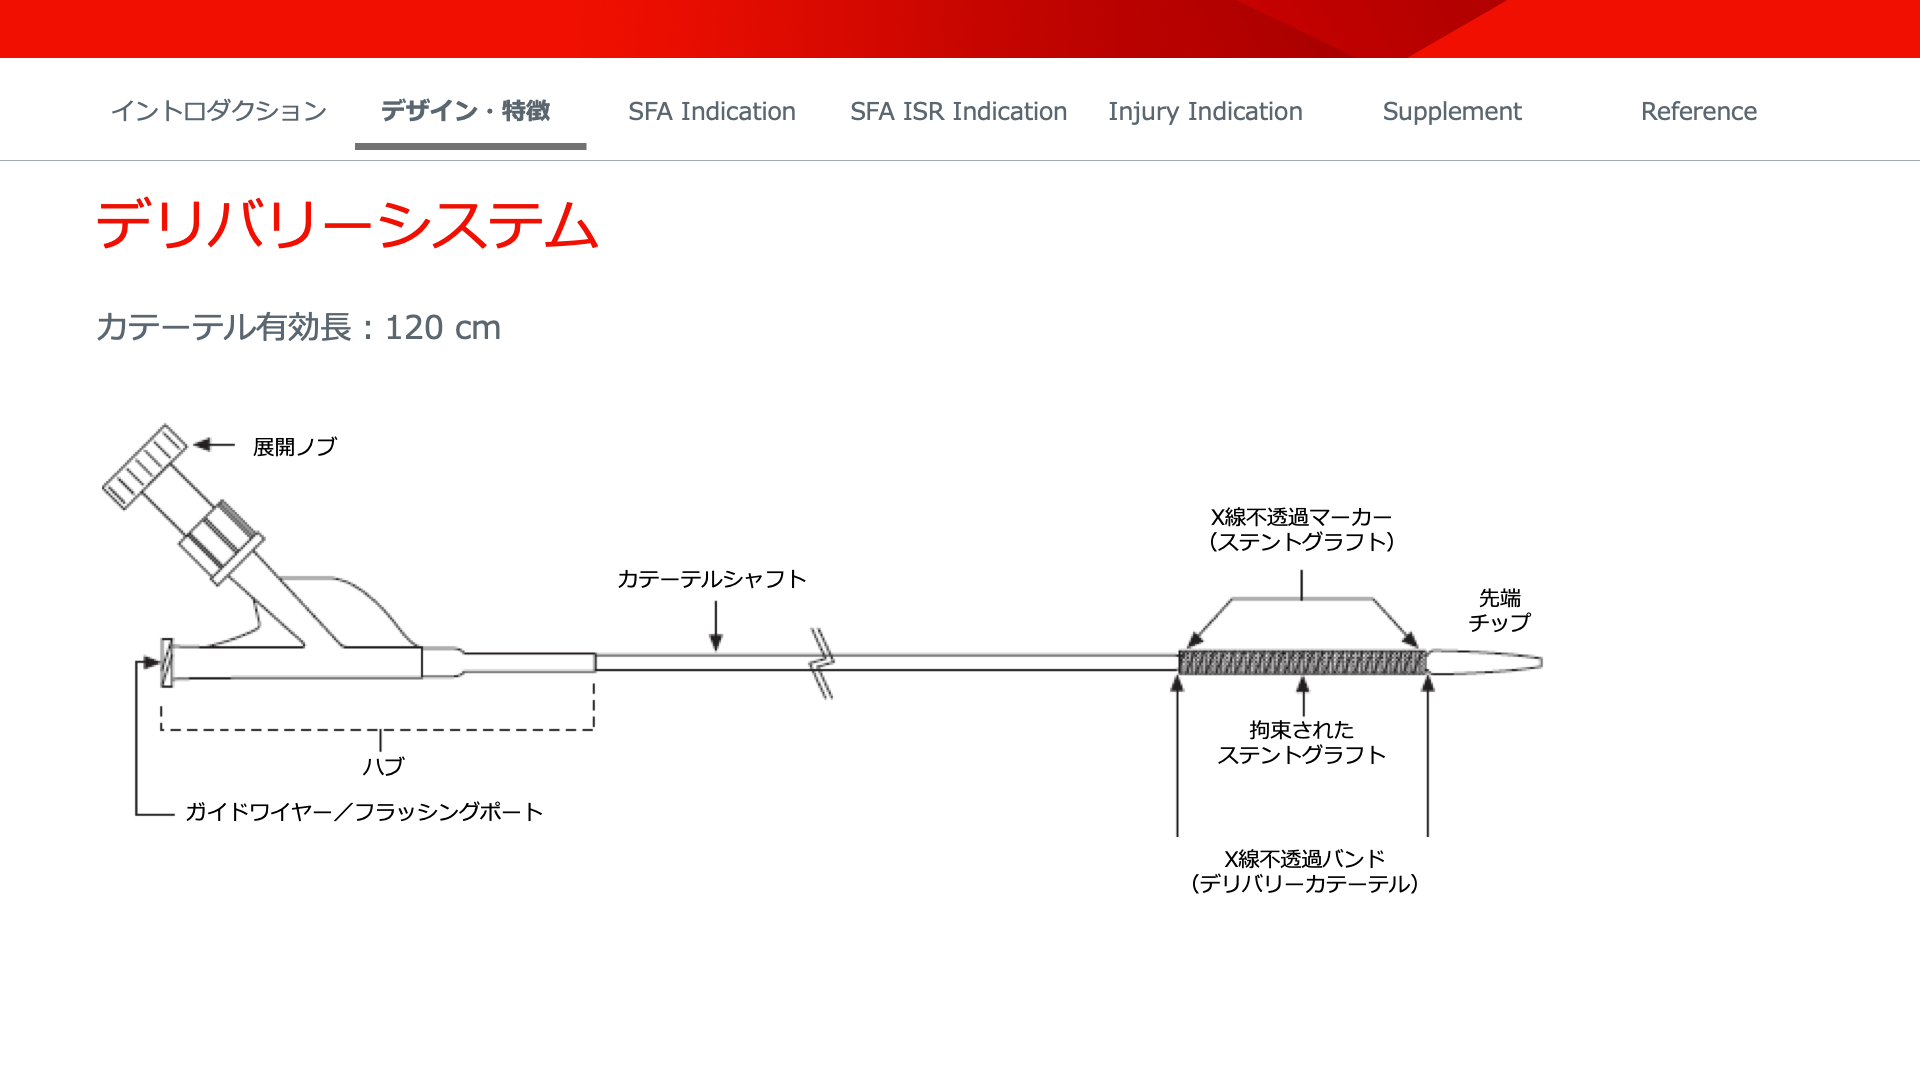 イントロダクション
デザイン・特徴
SFA Indication
SFA ISR Indication
Injury Indication
Supplement
Reference
デリバリーシステム
カテーテル有効長：120 cm
展開ノブ
X線不透過マーカー
（ステントグラフト）
カテーテルシャフト
先端
チップ
拘束された
ステントグラフト
ハブ
ガイドワイヤー／フラッシングポート
X線不透過バンド
（デリバリーカテーテル）